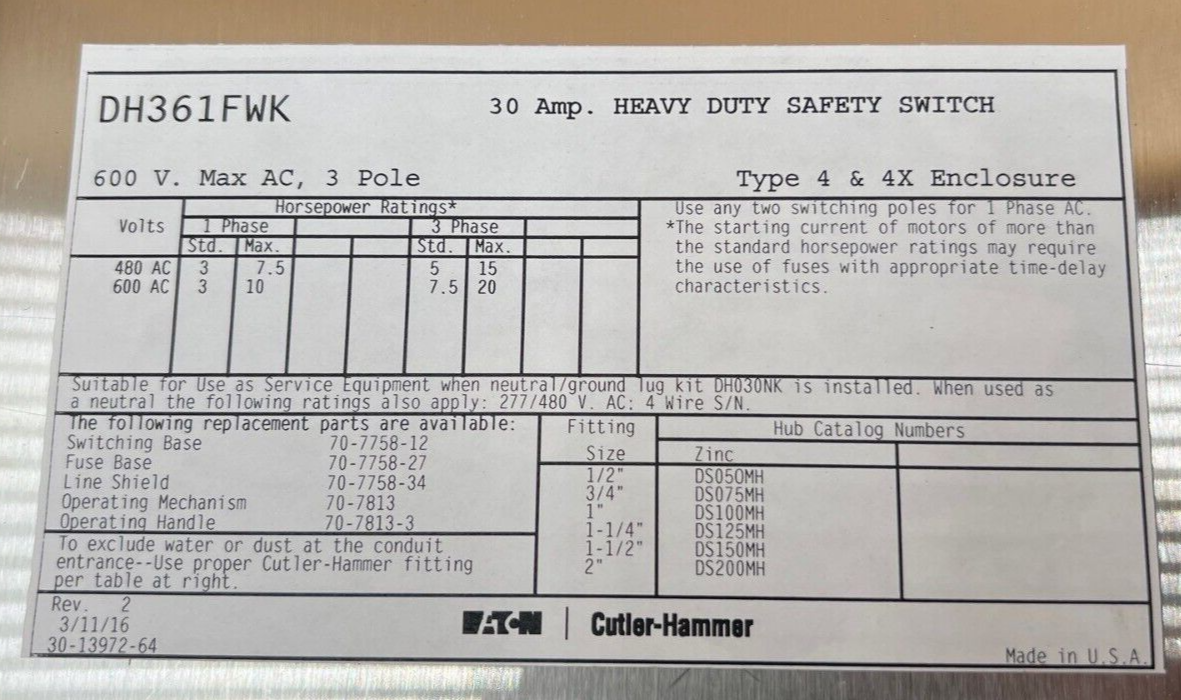 DH361FWK 30 Amp. HEAVY DUTY SAFETY SWITCH
600 V. Max AC, 3 Pole Type 4 & 4X Enclosure
Horsepower Ratings*
Volts 1 Phase 3 Phase
Std. Max. Std. Max.
480 AC 3 7.5 5 15
600 AC 3 10 7.5 20
Use any two switching poles for 1 Phase AC.
*The starting current of motors of more than
the standard horsepower ratings may require
the use of fuses with appropriate time-delay
characteristics.
Suitable for Use as Service Equipment when neutral/ground lug kit DH030NK is installed. When used as
a neutral the following ratings also apply: 277/480 V. AC: 4 Wire S/N.
The following replacement parts are available:
Switching Base 70-7758-12
Fuse Base 70-7758-27
Line Shield 70-7758-34
Operating Mechanism 70-7813
Operating Handle 70-7813-3
To exclude water or dust at the conduit
entrance--Use proper Cutler-Hammer fitting
per table at right.
Fitting Hub Catalog Numbers
Size Zinc
1/2" DS050MH
3/4" DS075MH
1" DS100MH
1-1/4" DS125MH
1-1/2" DS150MH
2" DS200MH
Rev. 2
3/11/16
30-13972-64
EATON | Cutler-Hammer
Made in U.S.A.